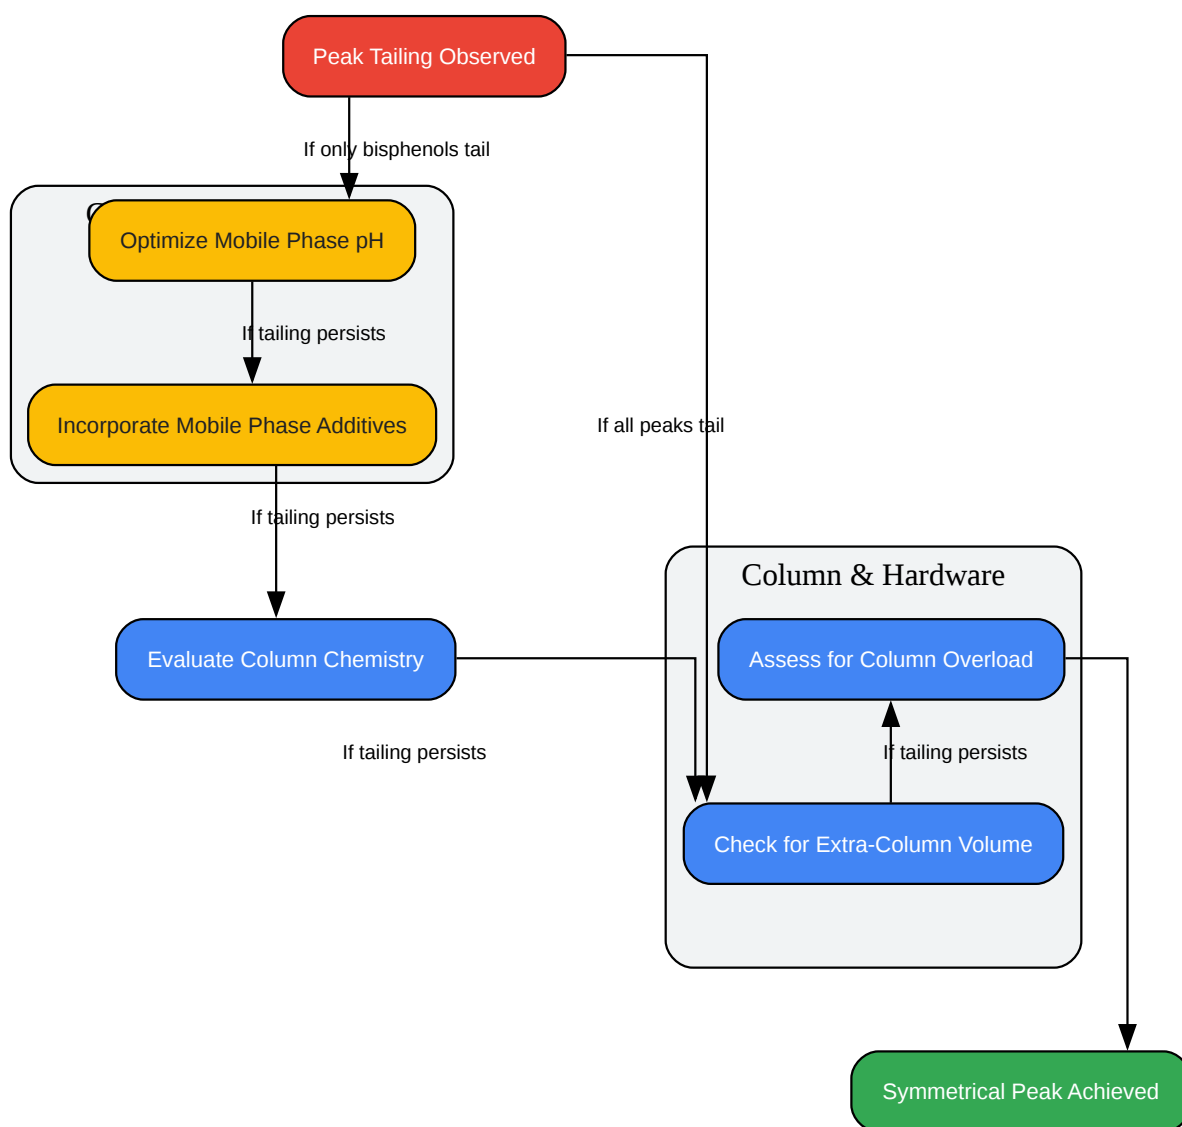 Peak Tailing Observed
If only bisphenols tail
Optimize Mobile Phase pH
If tailing persists
Incorporate Mobile Phase Additives
If all peaks tail
If tailing persists
Column & Hardware
Evaluate Column Chemistry
Assess for Column Overload
If tailing persists
If tailing persists
Check for Extra-Column Volume
Symmetrical Peak Achieved